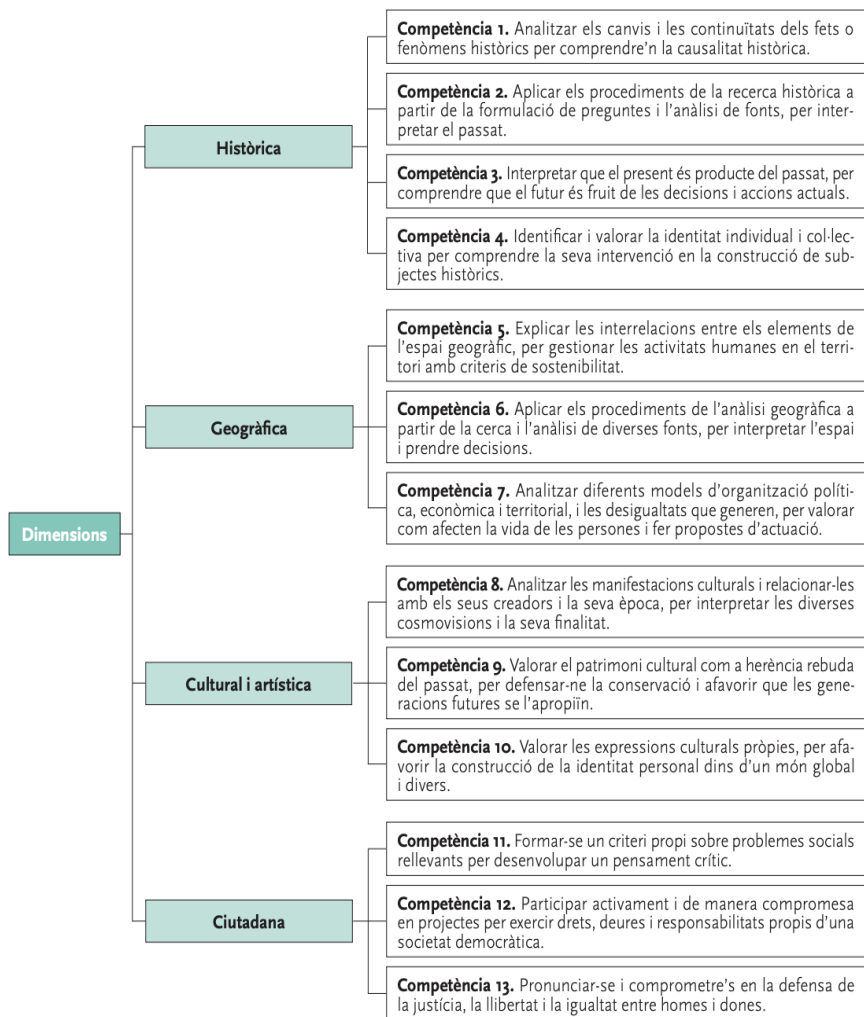 Dimensions
Històrica
Competència 1. Analitzar els canvis i les continuïtats dels fets o
fenòmens històrics per comprendre’n la causalitat històrica.
Competència 2. Aplicar els procediments de la recerca històrica a
partir de la formulació de preguntes i l’anàlisi de fonts, per inter-
pretar el passat.
Competència 3. Interpretar que el present és producte del passat, per
comprendre que el futur és fruit de les decisions i accions actuals.
Competència 4. Identificar i valorar la identitat individual i col·lec-
tiva per comprendre la seva intervenció en la construcció de sub-
jectes històrics.
Geogràfica
Competència 5. Explicar les interrelacions entre els elements de
l’espai geogràfic, per gestionar les activitats humanes en el terri-
tori amb criteris de sostenibilitat.
Competència 6. Aplicar els procediments de l’anàlisi geogràfica a
partir de la cerca i l’anàlisi de diverses fonts, per interpretar l’espai
i prendre decisions.
Competència 7. Analitzar diferents models d’organització políti-
ca, econòmica i territorial, i les desigualtats que generen, per valorar
com afecten la vida de les persones i fer propostes d’actuació.
Cultural i artística
Competència 8. Analitzar les manifestacions culturals i relacionar-les
amb els seus creadors i la seva època, per interpretar les diverses
cosmovisions i la seva finalitat.
Competència 9. Valorar el patrimoni cultural com a herència rebuda
del passat, per defensar-ne la conservació i afavorir que les gene-
racions futures se l’apropiïn.
Competència 10. Valorar les expressions culturals pròpies, per afa-
vorir la construcció de la identitat personal dins d’un món global
i divers.
Ciutadana
Competència 11. Formar-se un criteri propi sobre problemes socials
rellevants per desenvolupar un pensament crític.
Competència 12. Participar activament i de manera compromesa
en projectes per exercir drets, deures i responsabilitats propis d’una
societat democràtica.
Competència 13. Pronunciar-se i comprometre’s en la defensa de
la justícia, la llibertat i la igualtat entre homes i dones.